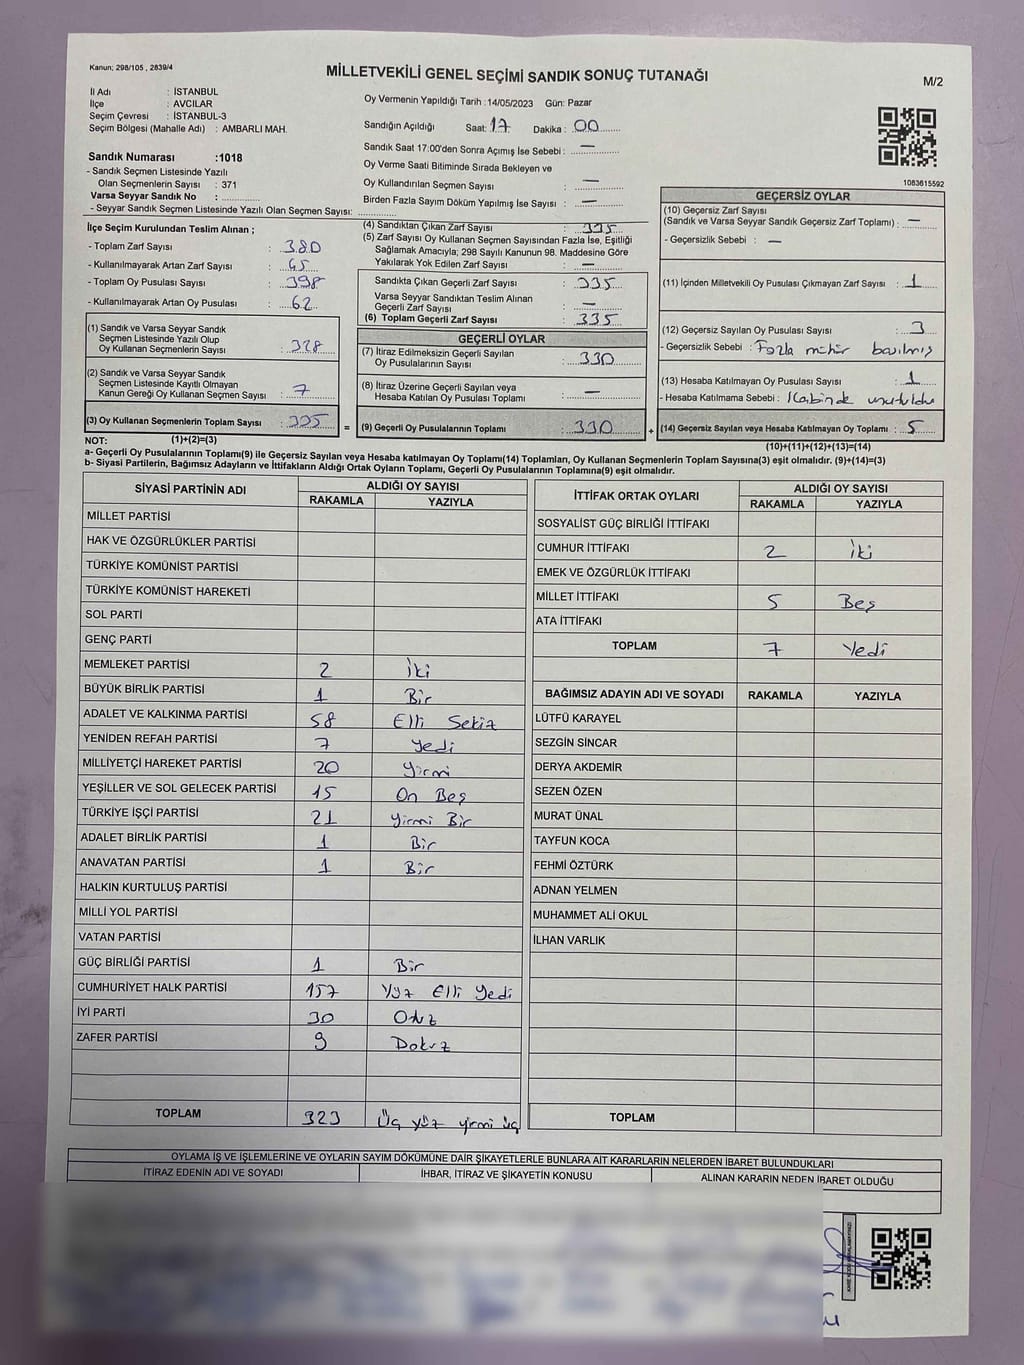 Kanun; 298/105 , 2839/4
MİLLETVEKİLİ GENEL SEÇİMİ SANDIK SONUÇ TUTANAĞI
M/2
İl Adı : İSTANBUL
İlçe : AVCILAR
Seçim Çevresi : İSTANBUL-3
Seçim Bölgesi (Mahalle Adı) : AMBARLI MAH.
Sandık Numarası :1018
- Sandık Seçmen Listesinde Yazılı
Olan Seçmenlerin Sayısı : 371
Varsa Seyyar Sandık No :
- Seyyar Sandık Seçmen Listesinde Yazılı Olan Seçmen Sayısı:
Oy Vermenin Yapıldığı Tarih :14/05/2023 Gün: Pazar
Sandığın Açıldığı Saat: 17 Dakika : 00
Sandık Saat 17:00'den Sonra Açımış İse Sebebi : —
Oy Verme Saati Bitiminde Sırada Bekleyen ve
Oy Kullandırılan Seçmen Sayısı : —
Birden Fazla Sayım Döküm Yapılmış İse Sayısı : —
1083615592
İlçe Seçim Kurulundan Teslim Alınan ;
- Toplam Zarf Sayısı : 380
- Kullanılmayarak Artan Zarf Sayısı : 45
- Toplam Oy Pusulası Sayısı : 398
- Kullanılmayarak Artan Oy Pusulası : 62
(1) Sandık ve Varsa Seyyar Sandık
Seçmen Listesinde Yazılı Olup
Oy Kullanan Seçmenlerin Sayısı : 328
(2) Sandık ve Varsa Seyyar Sandık
Seçmen Listesinde Kayıtlı Olmayan
Kanun Gereği Oy Kullanan Seçmen Sayısı : 7
(3) Oy Kullanan Seçmenlerin Toplam Sayısı : 335 =
(4) Sandıktan Çıkan Zarf Sayısı : 335
(5) Zarf Sayısı Oy Kullanan Seçmen Sayısından Fazla İse, Eşitliği
Sağlamak Amacıyla; 298 Sayılı Kanunun 98. Maddesine Göre
Yakılarak Yok Edilen Zarf Sayısı : —
Sandıkta Çıkan Geçerli Zarf Sayısı : 335
Varsa Seyyar Sandıktan Teslim Alınan
Geçerli Zarf Sayısı : —
(6) Toplam Geçerli Zarf Sayısı : 335
GEÇERLİ OYLAR
(7) İtiraz Edilmeksizin Geçerli Sayılan
Oy Pusulalarının Sayısı : 330
(8) İtiraz Üzerine Geçerli Sayılan veya
Hesaba Katılan Oy Pusulaları Toplamı : —
(9) Geçerli Oy Pusulalarının Toplamı : 330 +
GEÇERSİZ OYLAR
(10) Geçersiz Zarf Sayısı
(Sandık ve Varsa Seyyar Sandık Geçersiz Zarf Toplamı) : —
- Geçersizlik Sebebi : —
(11) İçinden Milletvekili Oy Pusulası Çıkmayan Zarf Sayısı : 1
(12) Geçersiz Sayılan Oy Pusulası Sayısı : 3
- Geçersizlik Sebebi : Fazla mühür basılmış
(13) Hesaba Katılmayan Oy Pusulası Sayısı : 1
- Hesaba Katılmama Sebebi : Kabinde unutuldu
(14) Geçersiz Sayılan veya Hesaba Katılmayan Oy Toplamı : 5
NOT: (1)+(2)=(3) (10)+(11)+(12)+(13)=(14)
a- Geçerli Oy Pusulalarının Toplamı(9) ile Geçersiz Sayılan veya Hesaba katılmayan Oy Toplamı(14) Toplamları, Oy Kullanan Seçmenlerin Toplam Sayısına(3) eşit olmalıdır. (9)+(14)=(3)
b- Siyasi Partilerin, Bağımsız Adayların ve İttifakların Aldığı Ortak Oyların Toplamı, Geçerli Oy Pusulalarının Toplamına(9) eşit olmalıdır.
SİYASİ PARTİNİN ADI ALDIĞI OY SAYISI
RAKAMLA YAZIYLA
MİLLET PARTİSİ
HAK VE ÖZGÜRLÜKLER PARTİSİ
TÜRKİYE KOMÜNİST PARTİSİ
TÜRKİYE KOMÜNİST HAREKETİ
SOL PARTİ
GENÇ PARTİ
MEMLEKET PARTİSİ 2 İki
BÜYÜK BİRLİK PARTİSİ 1 Bir
ADALET VE KALKINMA PARTİSİ 58 Elli Sekiz
YENİDEN REFAH PARTİSİ 7 Yedi
MİLLİYETÇİ HAREKET PARTİSİ 20 Yirmi
YEŞİLLER VE SOL GELECEK PARTİSİ 15 On Beş
TÜRKİYE İŞÇİ PARTİSİ 21 Yirmi Bir
ADALET BİRLİK PARTİSİ 1 Bir
ANAVATAN PARTİSİ 1 Bir
HALKIN KURTULUŞ PARTİSİ
MİLLİ YOL PARTİSİ
VATAN PARTİSİ
GÜÇ BİRLİĞİ PARTİSİ 1 Bir
CUMHURİYET HALK PARTİSİ 157 Yüz Elli Yedi
İYİ PARTİ 30 Otuz
ZAFER PARTİSİ 9 Dokuz
TOPLAM 323 Üç yüz yirmi üç
İTTİFAK ORTAK OYLARI ALDIĞI OY SAYISI
RAKAMLA YAZIYLA
SOSYALİST GÜÇ BİRLİĞİ İTTİFAKI
CUMHUR İTTİFAKI 2 İki
EMEK VE ÖZGÜRLÜK İTTİFAKI
MİLLET İTTİFAKI 5 Beş
ATA İTTİFAKI
TOPLAM 7 Yedi
BAĞIMSIZ ADAYIN ADI VE SOYADI RAKAMLA YAZIYLA
LÜTFÜ KARAYEL
SEZGİN SİNCAR
DERYA AKDEMİR
SEZEN ÖZEN
MURAT ÜNAL
TAYFUN KOCA
FEHMİ ÖZTÜRK
ADNAN YELMEN
MUHAMMET ALİ OKUL
İLHAN VARLIK
TOPLAM
OYLAMA İŞ VE İŞLEMLERİNE VE OYLARIN SAYIM DÖKÜMÜNE DAİR ŞİKAYETLERLE BUNLARA AİT KARARLARIN NELERDEN İBARET BULUNDUKLARI
İTİRAZ EDENİN ADI VE SOYADI İHBAR, İTİRAZ VE ŞİKAYETİN KONUSU ALINAN KARARIN NEDEN İBARET OLDUĞU